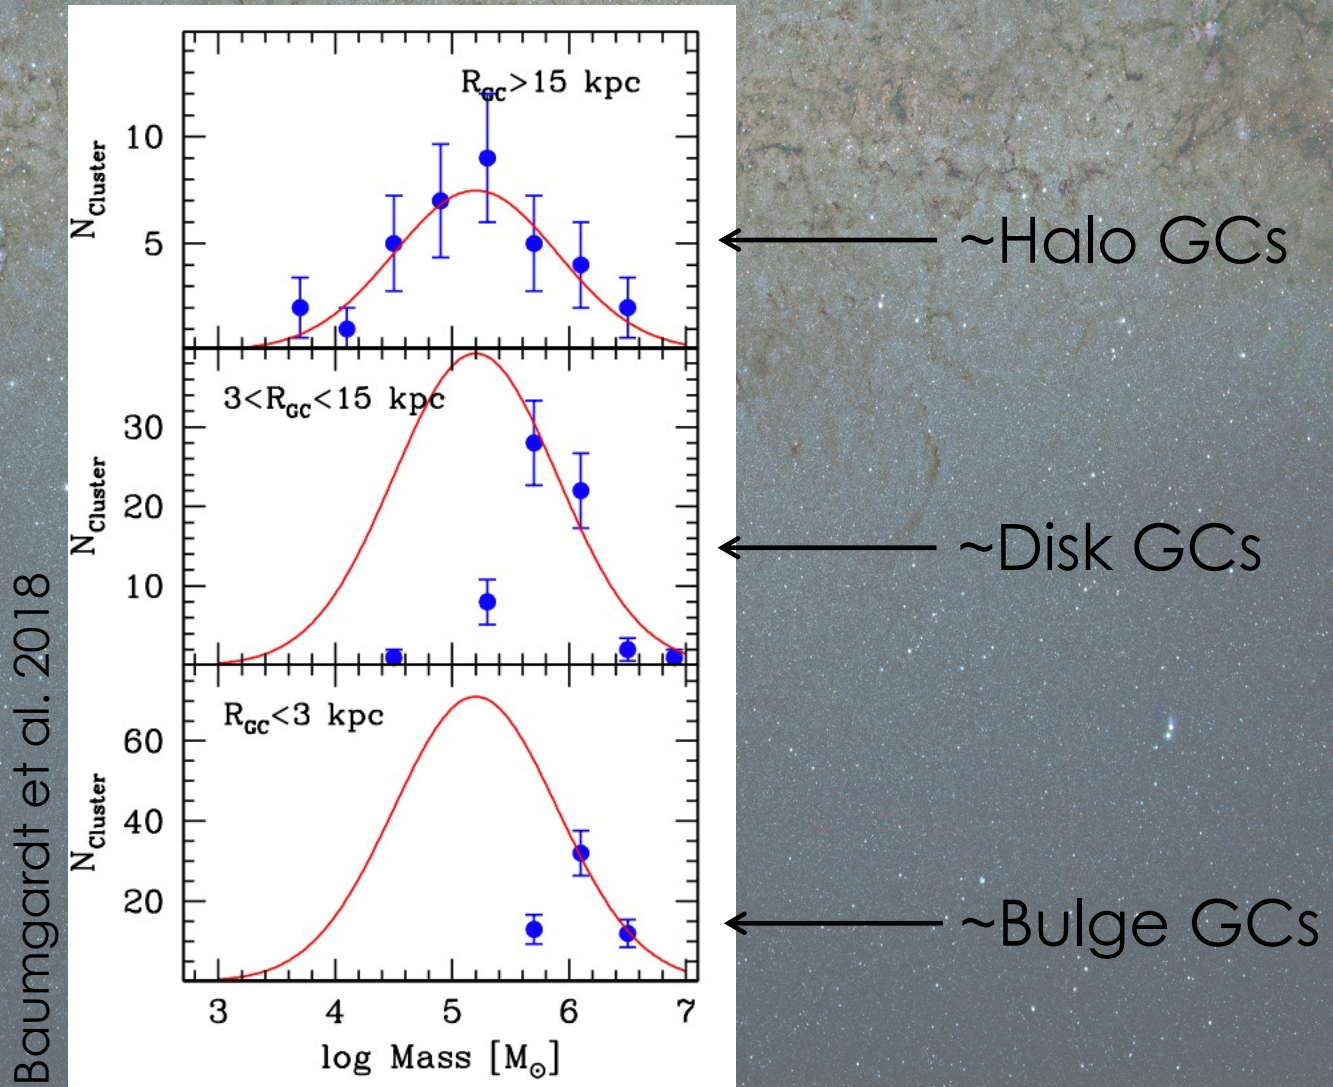 R_GC>15 kpc
10
5
N_Cluster
~Halo GCs
3<R_GC<15 kpc
30
20
10
N_Cluster
~Disk GCs
R_GC<3 kpc
60
40
20
N_Cluster
~Bulge GCs
3 4 5 6 7
log Mass [M_⊙]
Baumgardt et al. 2018